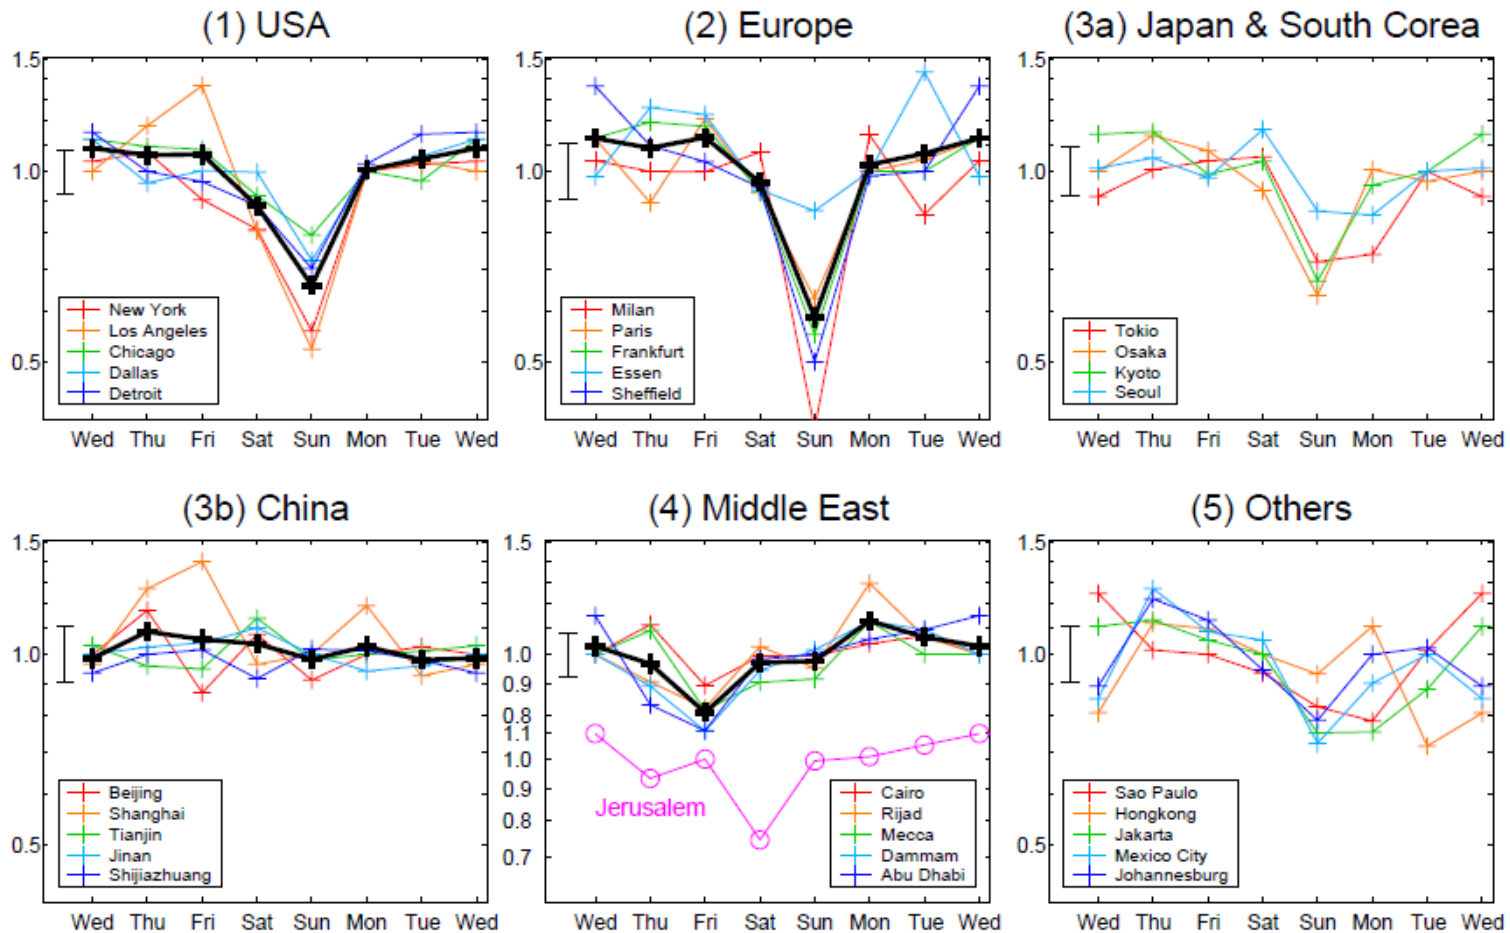 (1) USA
1.5
1.0
0.5
New York
Los Angeles
Chicago
Dallas
Detroit
Wed Thu Fri Sat Sun Mon Tue Wed
(2) Europe
1.5
1.0
0.5
Milan
Paris
Frankfurt
Essen
Sheffield
Wed Thu Fri Sat Sun Mon Tue Wed
(3a) Japan & South Corea
1.5
1.0
0.5
Tokio
Osaka
Kyoto
Seoul
Wed Thu Fri Sat Sun Mon Tue Wed
(3b) China
1.5
1.0
0.5
Beijing
Shanghai
Tianjin
Jinan
Shijiazhuang
Wed Thu Fri Sat Sun Mon Tue Wed
(4) Middle East
1.5
1.0
0.9
0.8
1.1
1.0
0.9
0.8
0.7
Jerusalem
Cairo
Rijad
Mecca
Dammam
Abu Dhabi
Wed Thu Fri Sat Sun Mon Tue Wed
(5) Others
1.5
1.0
0.5
Sao Paulo
Hongkong
Jakarta
Mexico City
Johannesburg
Wed Thu Fri Sat Sun Mon Tue Wed